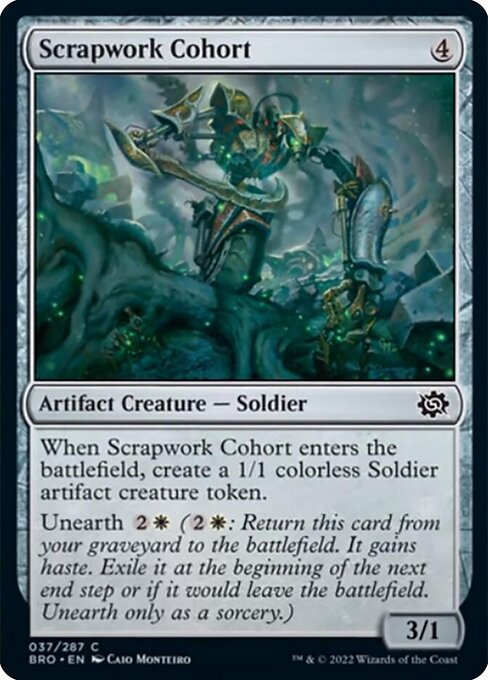 Scrapwork Cohort 4
Artifact Creature — Soldier
When Scrapwork Cohort enters the
battlefield, create a 1/1 colorless Soldier
artifact creature token.
Unearth 2 (2 : Return this card from
your graveyard to the battlefield. It gains
haste. Exile it at the beginning of the next
end step or if it would leave the battlefield.
Unearth only as a sorcery.)
3/1
037/287 C
BRO • EN Caio Monteiro
™ & © 2022 Wizards of the Coast